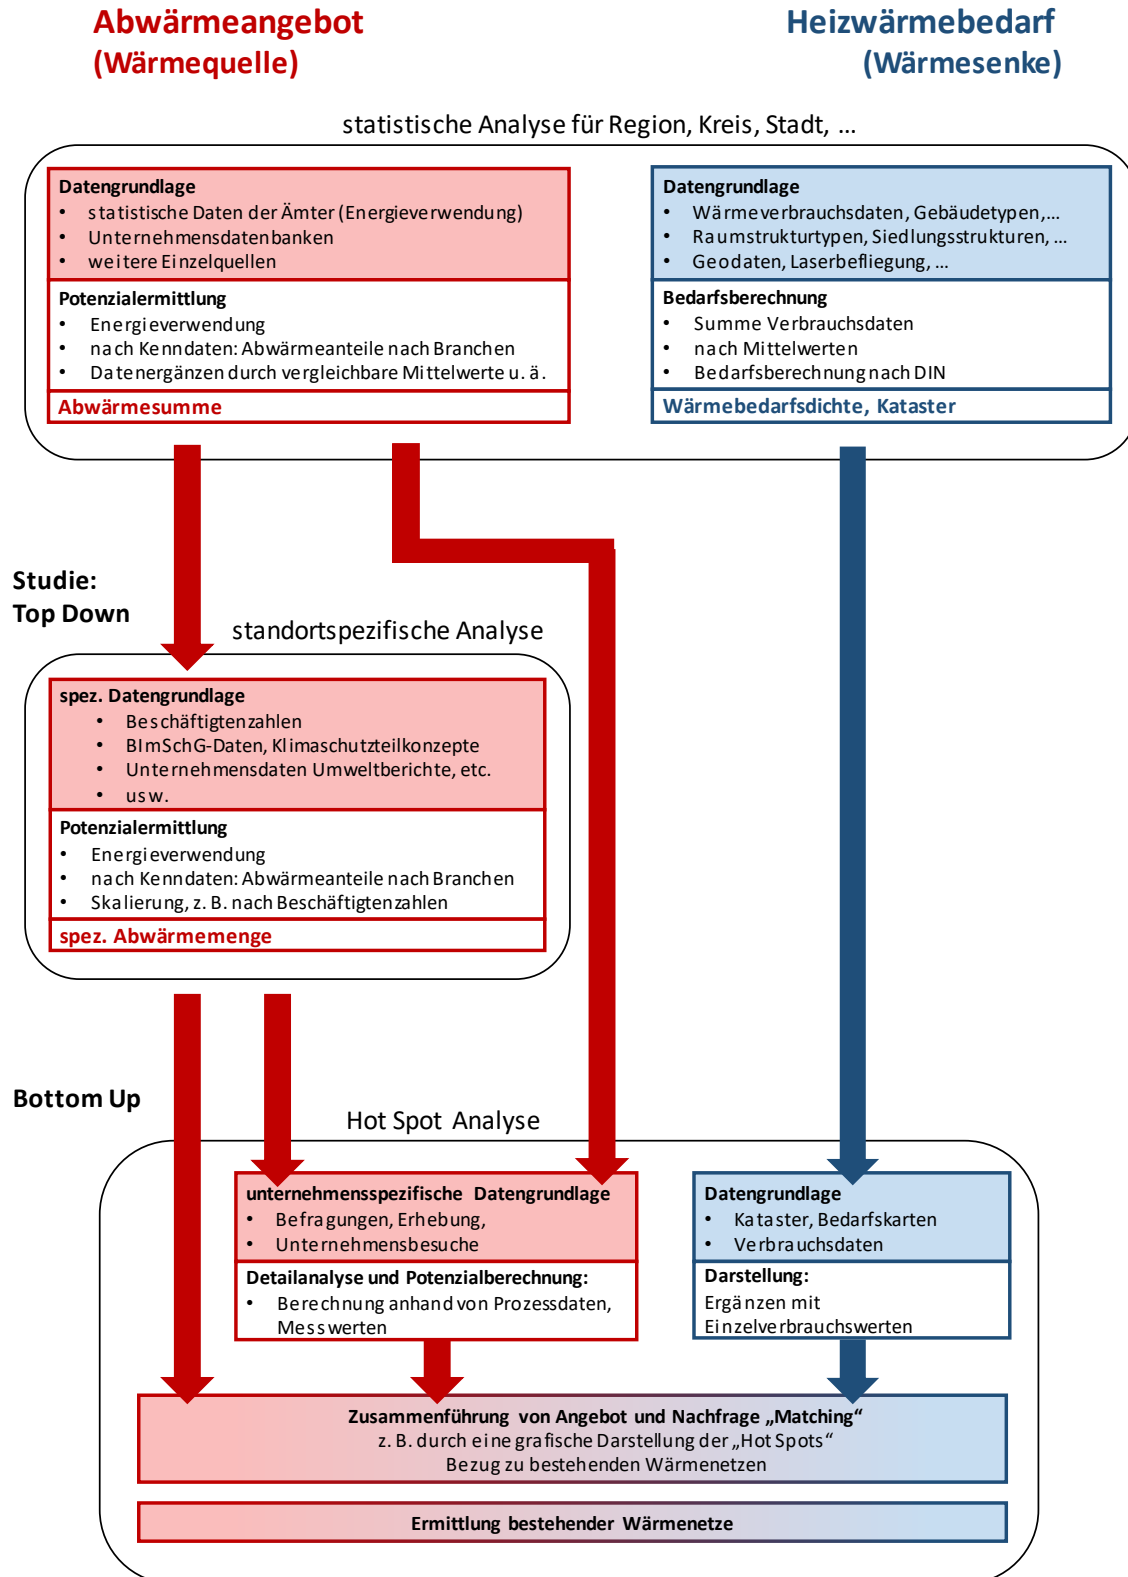 Abwärmeangebot
(Wärmequelle)
Heizwärmebedarf
(Wärmesenke)
statistische Analyse für Region, Kreis, Stadt, ...
Datengrundlage
• statistische Daten der Ämter (Energieverwendung)
• Unternehmensdatenbanken
• weitere Einzelquellen
Potenzialermittlung
• Energieverwendung
• nach Kenndaten: Abwärmeanteile nach Branchen
• Datenergänzen durch vergleichbare Mittelwerte u. ä.
Abwärmesumme
Datengrundlage
• Wärmeverbrauchsdaten, Gebäudetypen,...
• Raumstrukturtypen, Siedlungsstrukturen, ...
• Geodaten, Laserbefliegung, ...
Bedarfsberechnung
• Summe Verbrauchsdaten
• nach Mittelwerten
• Bedarfsberechnung nach DIN
Wärmebedarfsdichte, Kataster
Studie:
Top Down
standortspezifische Analyse
spez. Datengrundlage
• Beschäftigtenzahlen
• BImSchG-Daten, Klimaschutzteilkonzepte
• Unternehmensdaten Umweltberichte, etc.
• usw.
Potenzialermittlung
• Energieverwendung
• nach Kenndaten: Abwärmeanteile nach Branchen
• Skalierung, z. B. nach Beschäftigtenzahlen
spez. Abwärmemenge
Bottom Up
Hot Spot Analyse
unternehmensspezifische Datengrundlage
• Befragungen, Erhebung,
• Unternehmensbesuche
Detailanalyse und Potenzialberechnung:
• Berechnung anhand von Prozessdaten,
Messwerten
Datengrundlage
• Kataster, Bedarfskarten
• Verbrauchsdaten
Darstellung:
Ergänzen mit
Einzelverbrauchswerten
Zusammenführung von Angebot und Nachfrage „Matching“
z. B. durch eine grafische Darstellung der „Hot Spots“
Bezug zu bestehenden Wärmenetzen
Ermittlung bestehender Wärmenetze